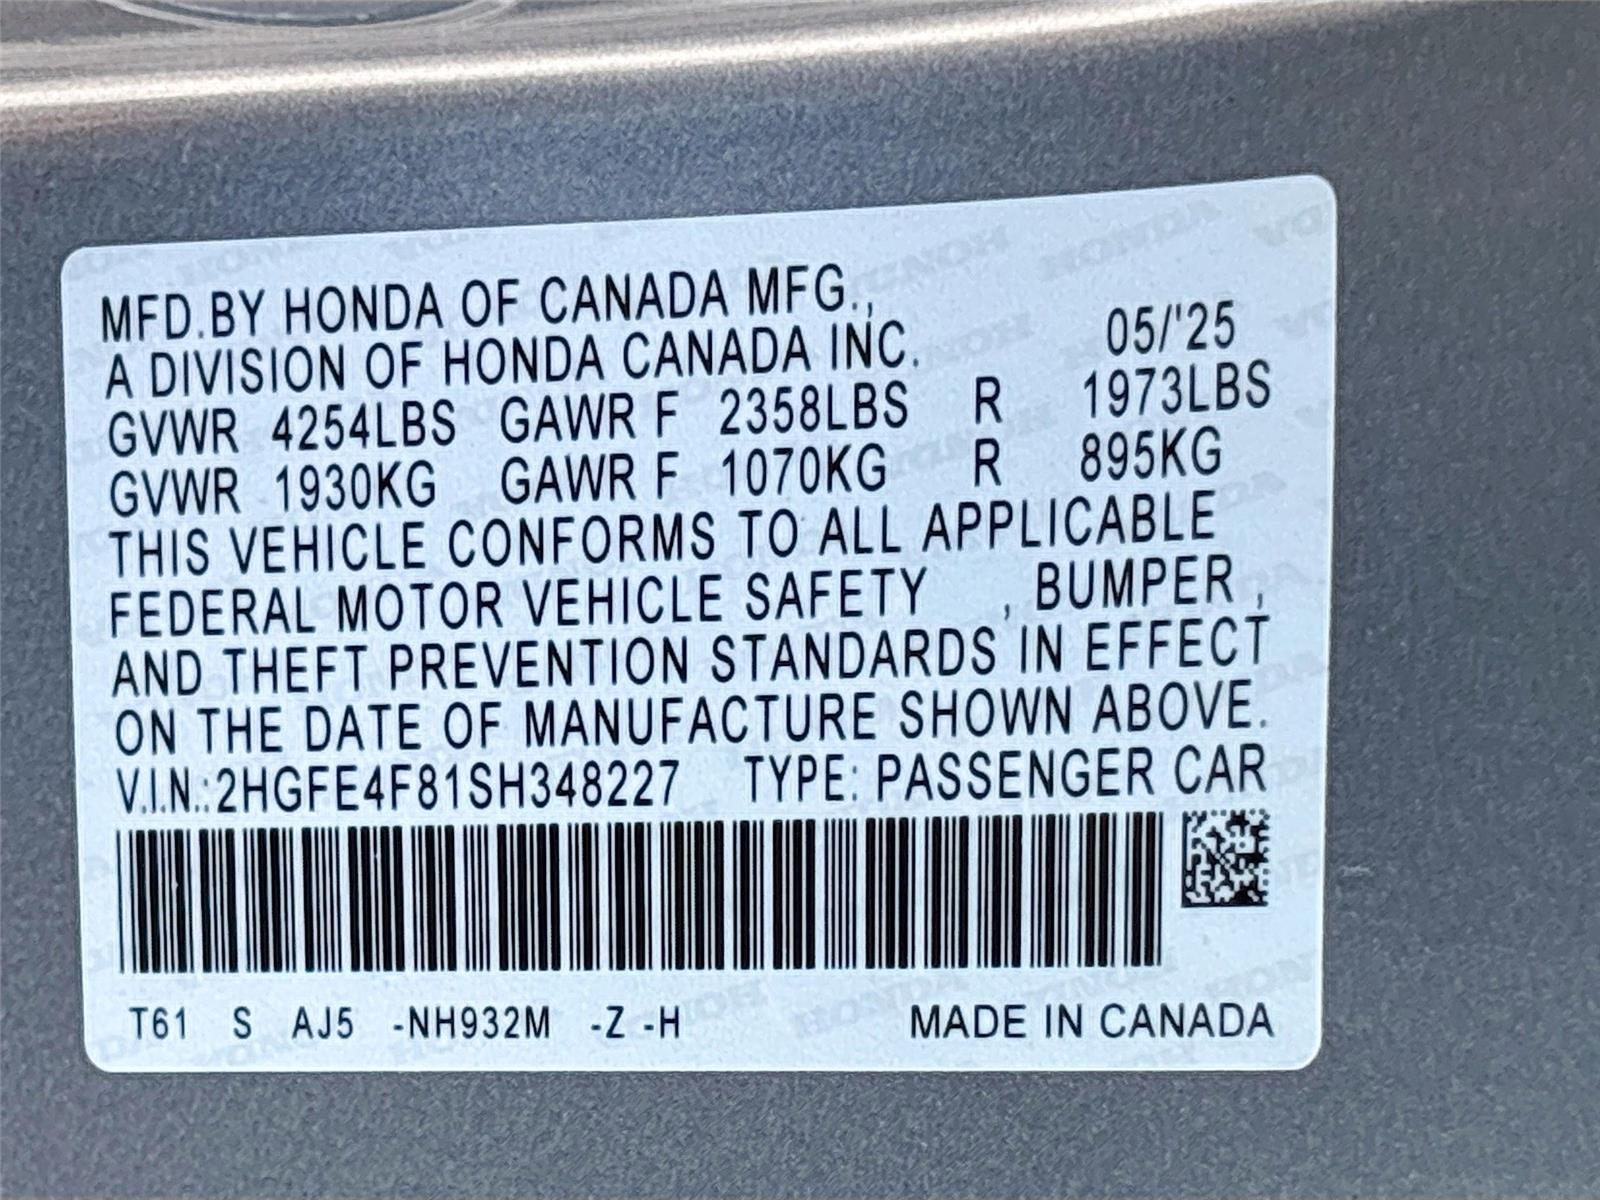 MFD.BY HONDA OF CANADA MFG.,
A DIVISION OF HONDA CANADA INC. 05/'25
GVWR 4254LBS GAWR F 2358LBS R 1973LBS
GVWR 1930KG GAWR F 1070KG R 895KG
THIS VEHICLE CONFORMS TO ALL APPLICABLE
FEDERAL MOTOR VEHICLE SAFETY , BUMPER ,
AND THEFT PREVENTION STANDARDS IN EFFECT
ON THE DATE OF MANUFACTURE SHOWN ABOVE.
V.I.N.:2HGFE4F81SH348227 TYPE: PASSENGER CAR
T61 S AJ5 -NH932M -Z -H MADE IN CANADA